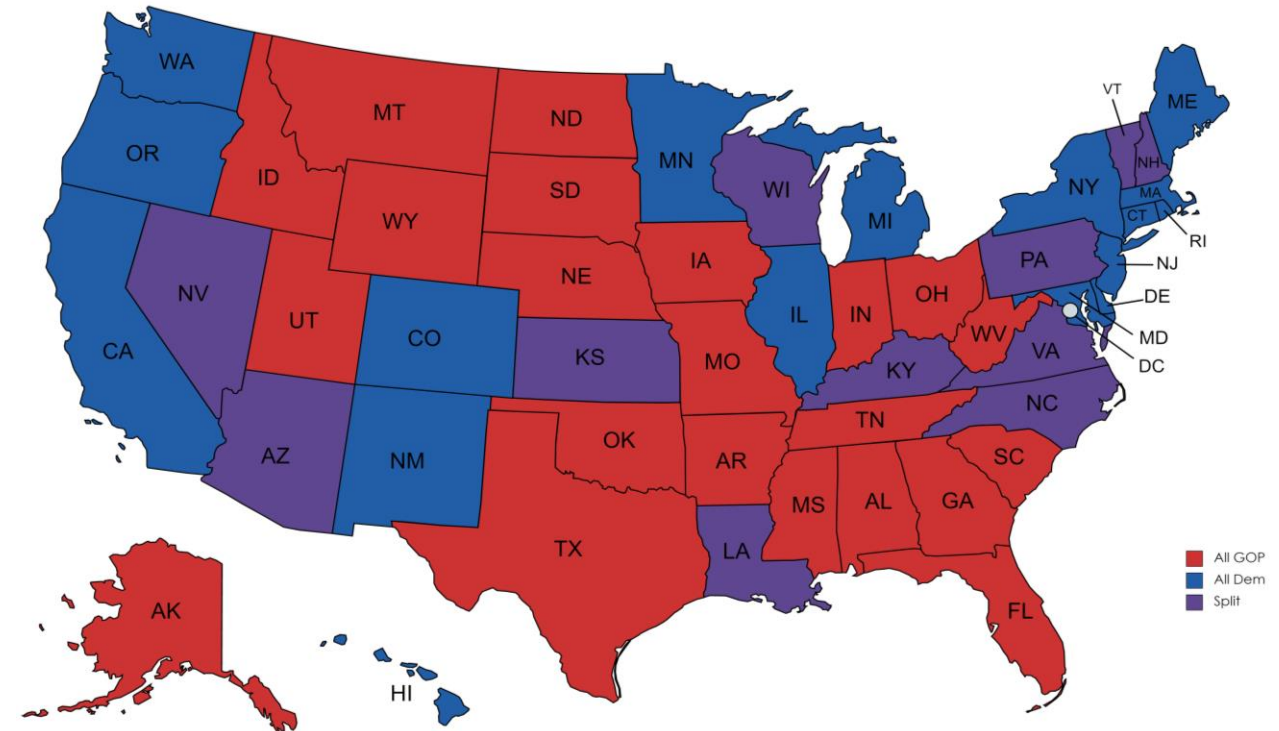 WA
MT
ND
MN
ME
VT
NH
OR
ID
SD
WI
NY
MA
CT
RI
WY
MI
IA
PA
NJ
NE
NV
UT
CO
IL
IN
OH
DE
MD
DC
CA
KS
MO
WV
VA
KY
NC
TN
AZ
NM
OK
AR
SC
MS
AL
GA
TX
LA
All GOP
All Dem
Split
AK
FL
HI